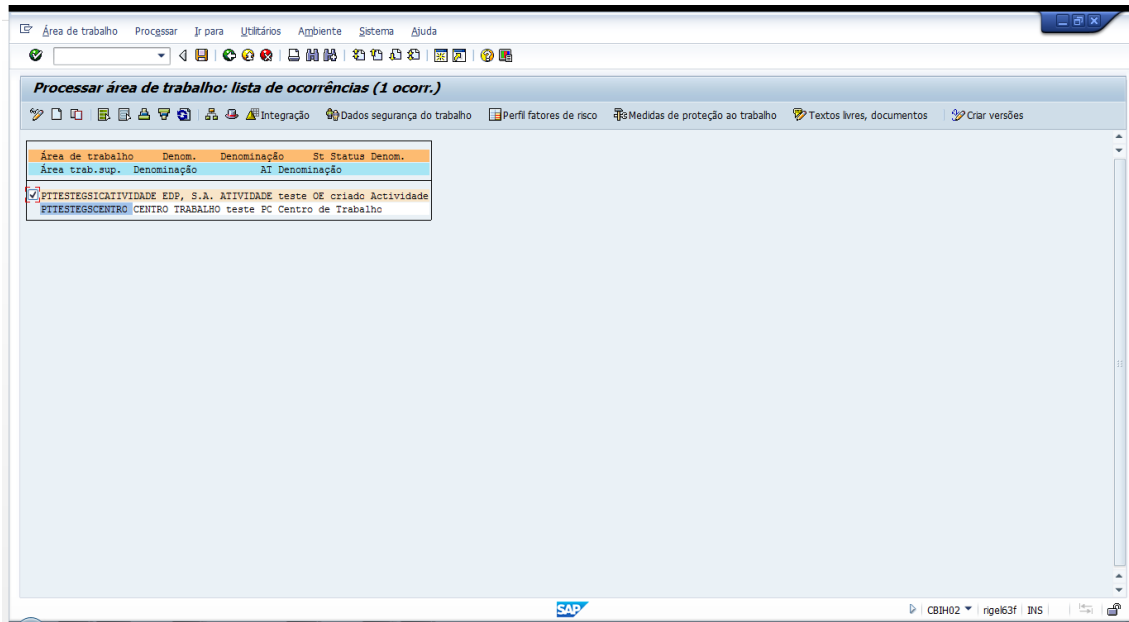 Área de trabalho Processar Ir para Utilitários Ambiente Sistema Ajuda
Processar área de trabalho: lista de ocorrências (1 ocorr.)
Integração Dados segurança do trabalho Perfil fatores de risco Medidas de proteção ao trabalho Textos livres, documentos Criar versões
Área de trabalho Denom. Denominação St Status Denom.
Área trab.sup. Denominação AT Denominação
PTTESTEGSICATIVIDADE EDP, S.A. ATIVIDADE teste OE criado Actividade
PTTESTEGSCENTRO CENTRO TRABALHO teste PC Centro de Trabalho
SAP CBIH02 rigel63f INS